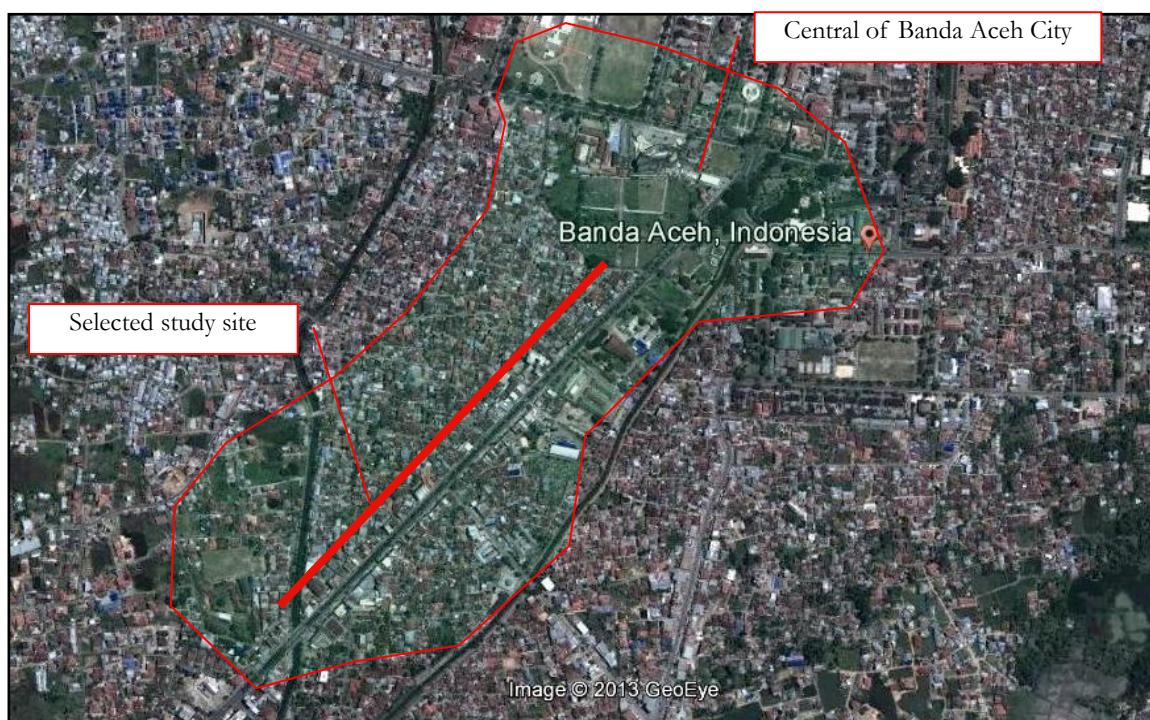 Central of Banda Aceh City
Banda Aceh, Indonesia
Selected study site
Image © 2013 GeoEye